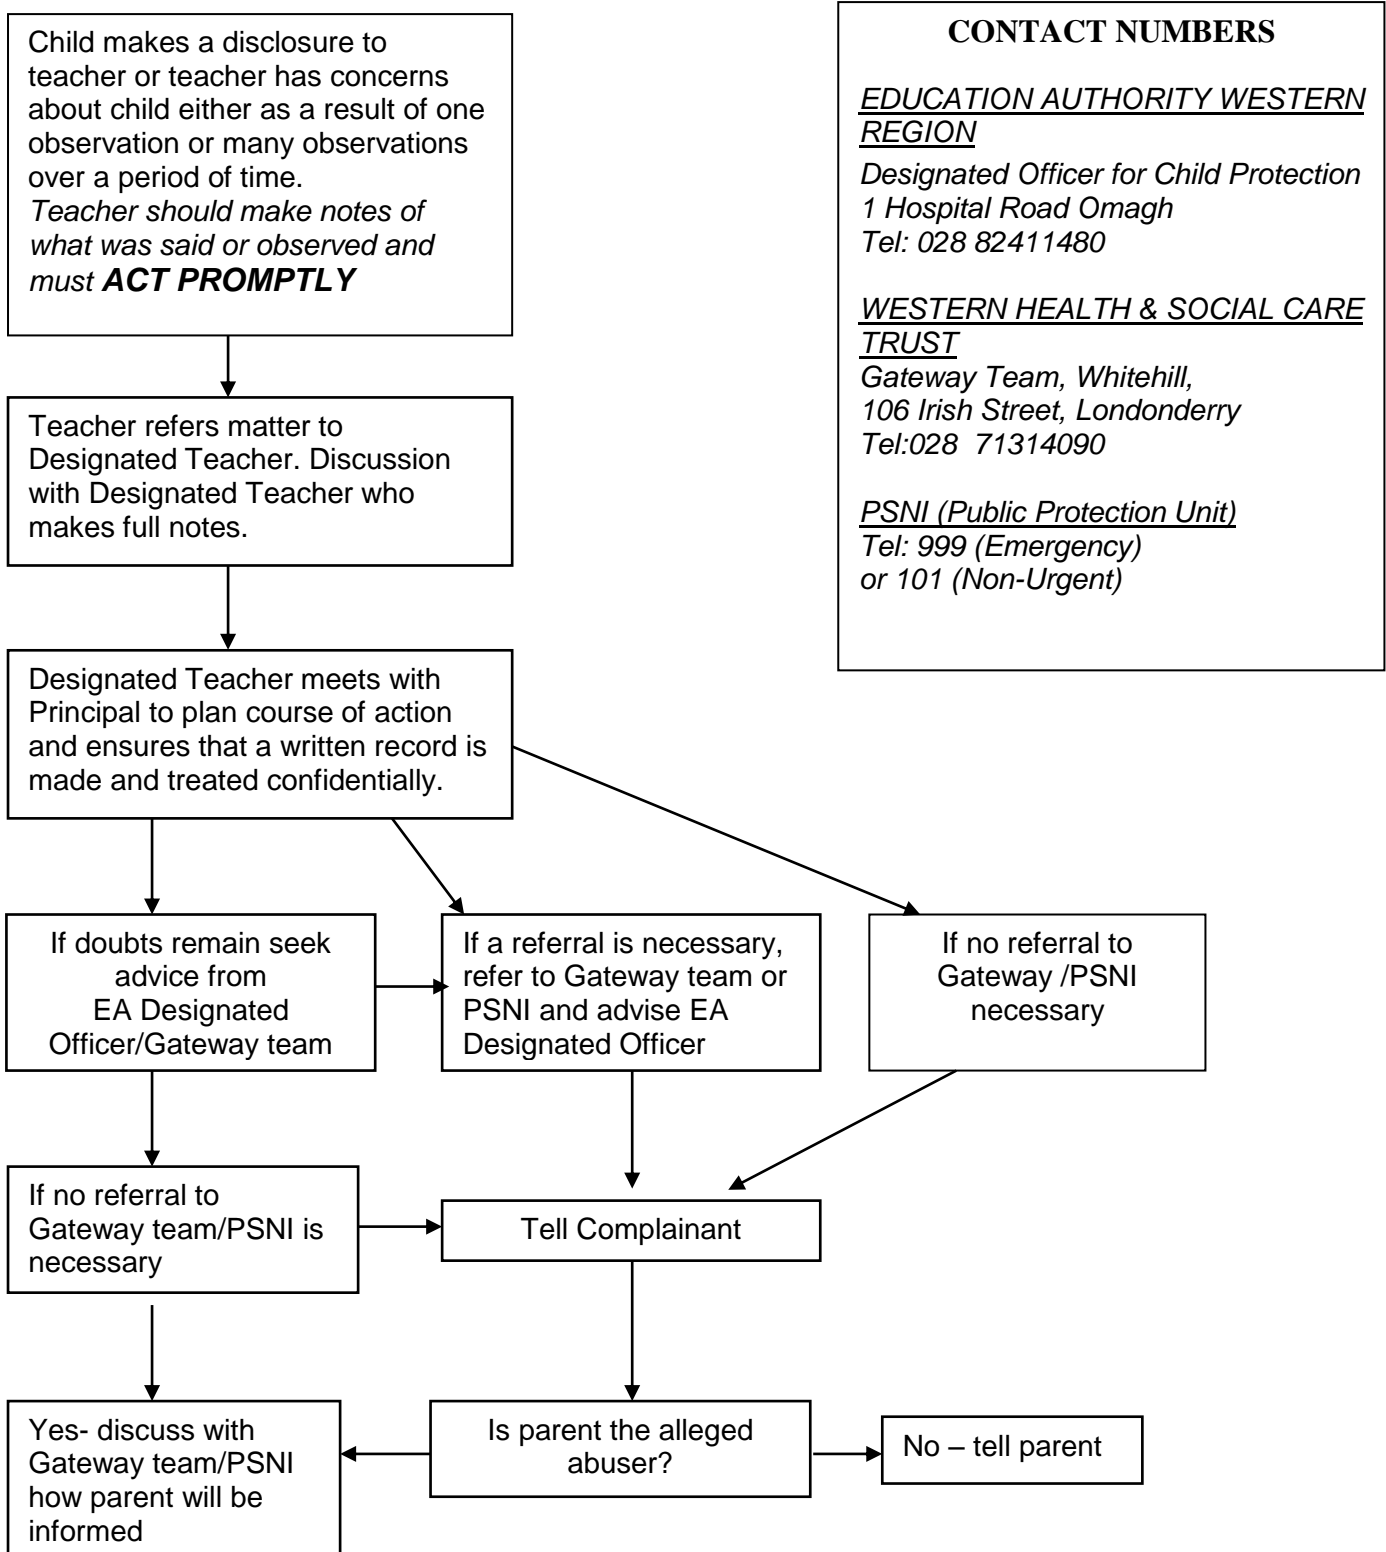 Child makes a disclosure to
teacher or teacher has concerns
about child either as a result of one
observation or many observations
over a period of time.
Teacher should make notes of
what was said or observed and
must ACT PROMPTLY
CONTACT NUMBERS
EDUCATION AUTHORITY WESTERN
REGION
Designated Officer for Child Protection
1 Hospital Road Omagh
Tel: 028 82411480
WESTERN HEALTH & SOCIAL CARE
TRUST
Gateway Team, Whitehill,
106 Irish Street, Londonderry
Tel:028  71314090
PSNI (Public Protection Unit)
Tel: 999 (Emergency)
or 101 (Non-Urgent)
Teacher refers matter to
Designated Teacher. Discussion
with Designated Teacher who
makes full notes.
Designated Teacher meets with
Principal to plan course of action
and ensures that a written record is
made and treated confidentially.
If doubts remain seek
advice from
EA Designated
Officer/Gateway team
If a referral is necessary,
refer to Gateway team or
PSNI and advise EA
Designated Officer
If no referral to
Gateway /PSNI
necessary
If no referral to
Gateway team/PSNI is
necessary
Tell Complainant
Yes- discuss with
Gateway team/PSNI
how parent will be
informed
Is parent the alleged
abuser?
No – tell parent